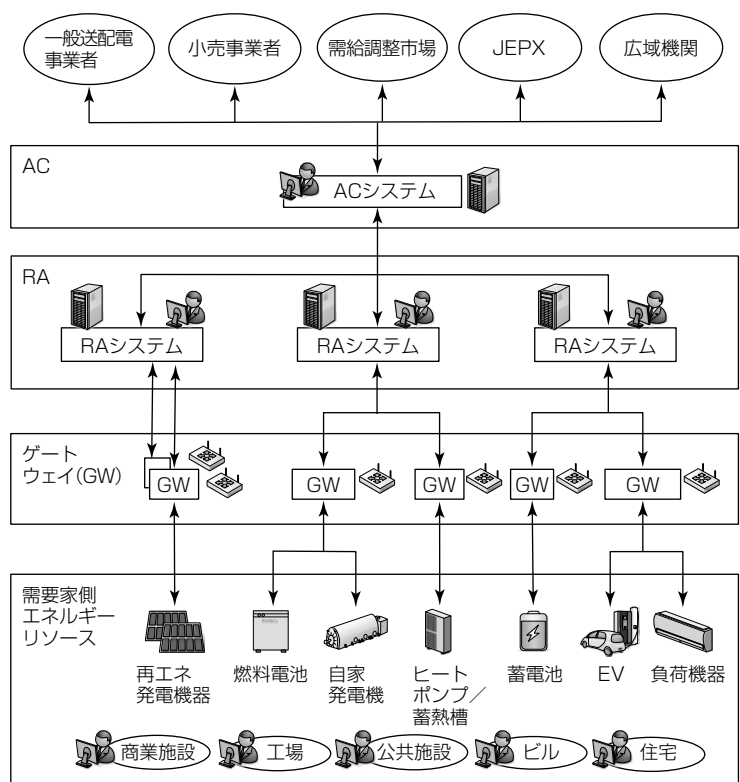 一般送配電
事業者
小売事業者
需給調整市場
JEPX
広域機関
AC
ACシステム
RA
RAシステム
RAシステム
RAシステム
ゲート
ウェイ(GW)
GW
GW
GW
GW
GW
需要家側
エネルギー
リソース
再エネ
発電機器
燃料電池
自家
発電機
ヒート
ポンプ／
蓄熱槽
蓄電池
EV
負荷機器
商業施設
工場
公共施設
ビル
住宅